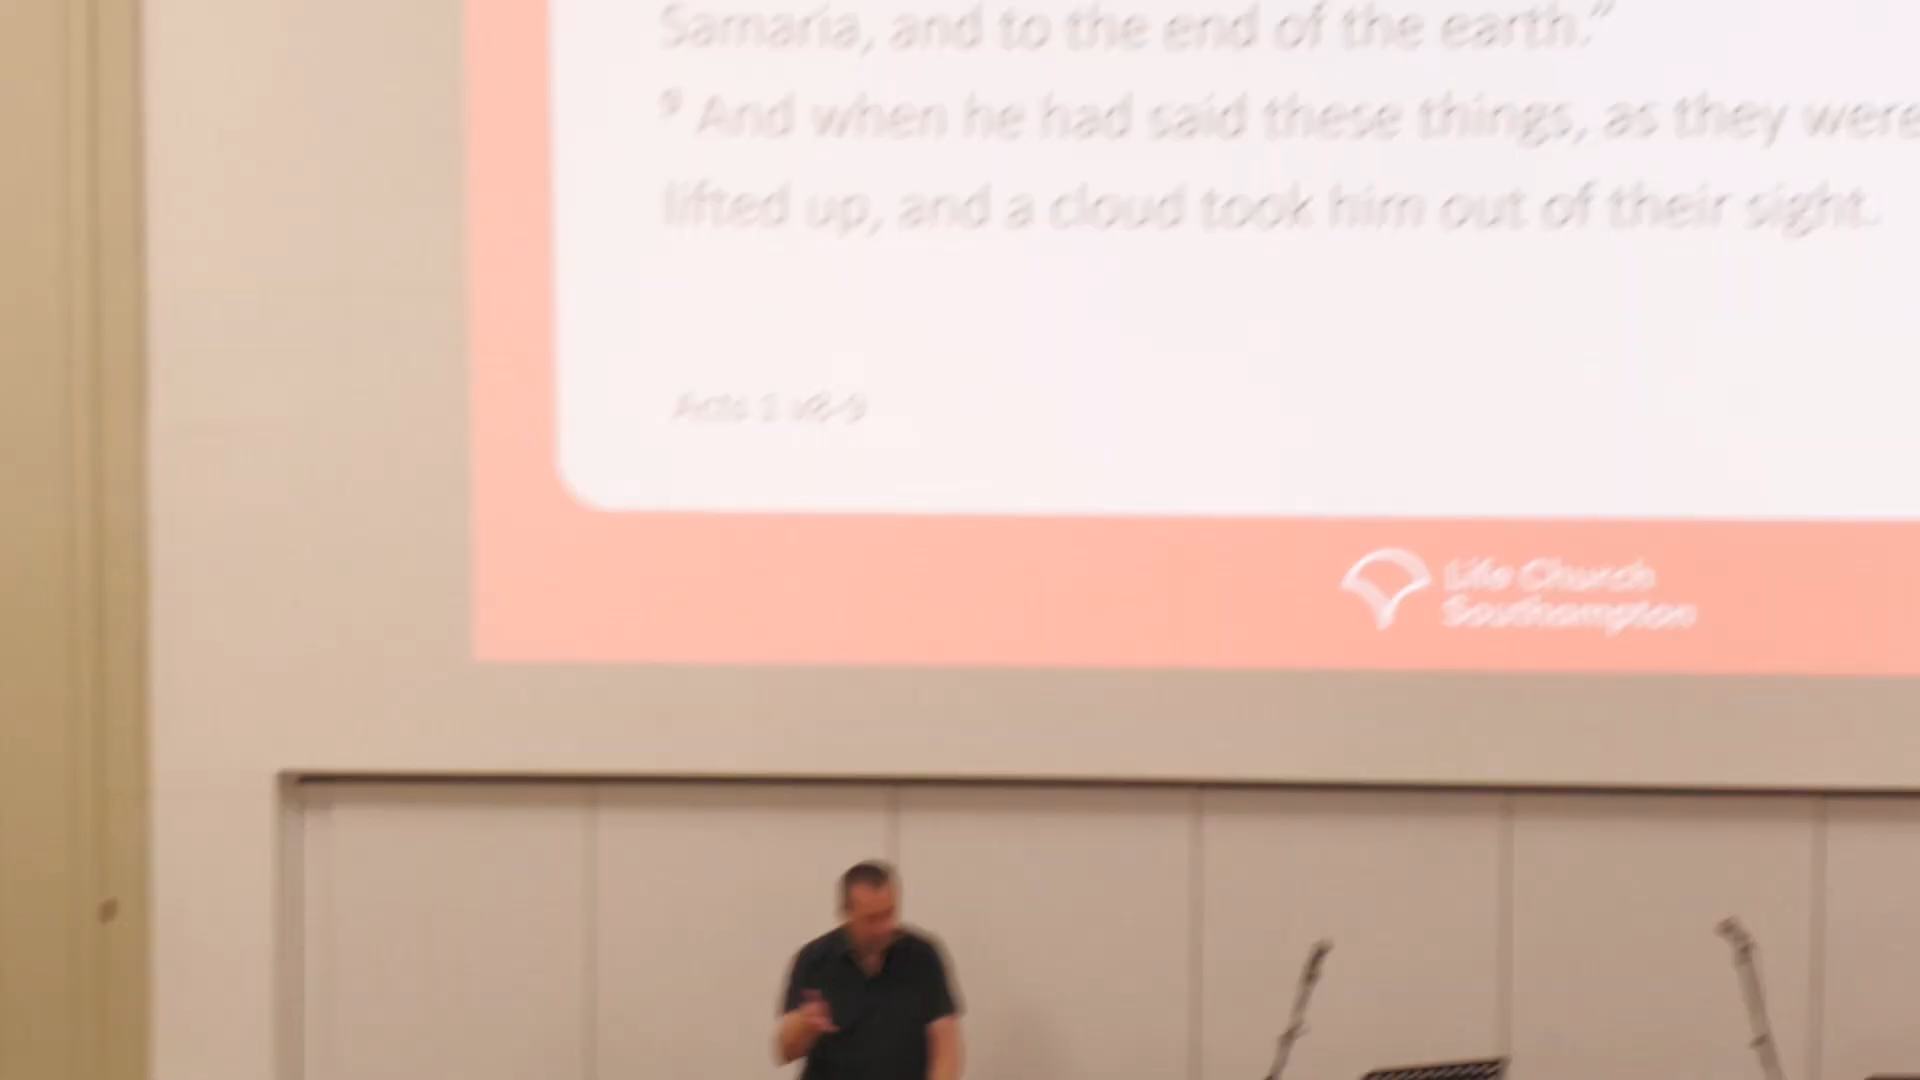 Samaria, and to the end of the earth.”
⁹ And when he had said these things, as they were
lifted up, and a cloud took him out of their sight.
Acts 1 v8-9
Life Church
Southampton